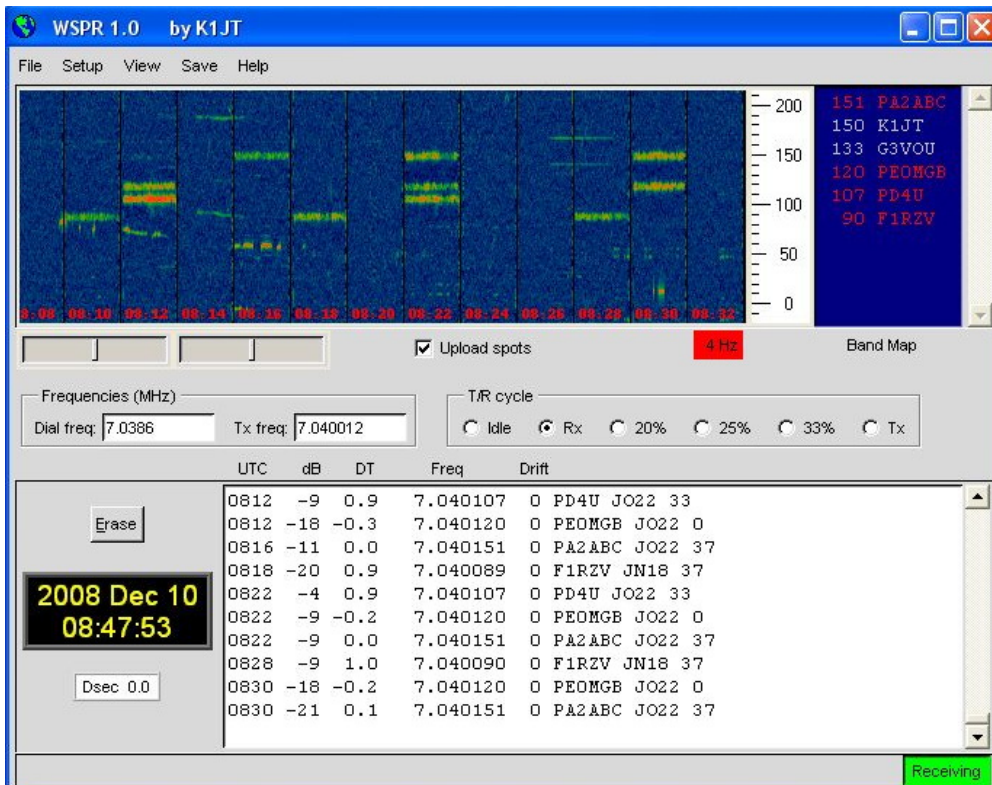 WSPR 1.0 by K1JT
File Setup View Save Help
200
150
100
50
0
8:08 08:10 08:12 08:14 08:16 08:18 08:20 08:22 08:24 08:26 08:28 08:30 08:32
151 PA2ABC
150 K1JT
133 G3VOU
120 PE0MGB
107 PD4U
90 F1RZV
Upload spots
4 Hz
Band Map
Frequencies (MHz)
Dial freq: 7.0386 Tx freq: 7.040012
T/R cycle
Idle Rx 20% 25% 33% Tx
UTC dB DT Freq Drift
0812 -9 0.9 7.040107 0 PD4U JO22 33
0812 -18 -0.3 7.040120 0 PE0MGB JO22 0
0816 -11 0.0 7.040151 0 PA2ABC JO22 37
0818 -20 0.9 7.040089 0 F1RZV JN18 37
0822 -4 0.9 7.040107 0 PD4U JO22 33
0822 -9 -0.2 7.040120 0 PE0MGB JO22 0
0822 -9 0.0 7.040151 0 PA2ABC JO22 37
0828 -9 1.0 7.040090 0 F1RZV JN18 37
0830 -18 -0.2 7.040120 0 PE0MGB JO22 0
0830 -21 0.1 7.040151 0 PA2ABC JO22 37
Erase
2008 Dec 10
08:47:53
Dsec 0.0
Receiving